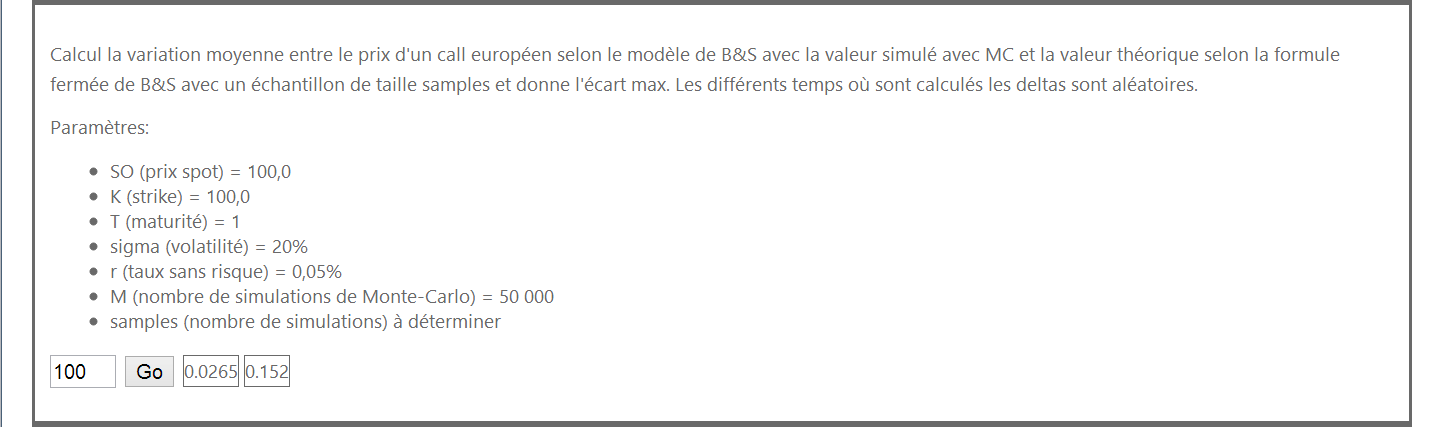 Calcul la variation moyenne entre le prix d'un call européen selon le modèle de B&S avec la valeur simulé avec MC et la valeur théorique selon la formule
fermée de B&S avec un échantillon de taille samples et donne l'écart max. Les différents temps où sont calculés les deltas sont aléatoires.
Paramètres:
SO (prix spot) = 100,0
K (strike) = 100,0
T (maturité) = 1
sigma (volatilité) = 20%
r (taux sans risque) = 0,05%
M (nombre de simulations de Monte-Carlo) = 50 000
samples (nombre de simulations) à déterminer
100 Go 0.0265 0.152